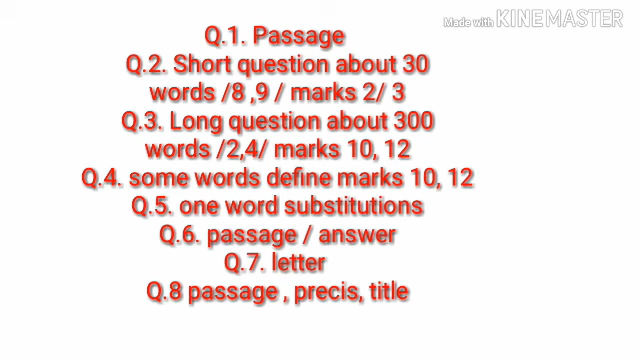 Made with KINEMASTER
Q.1. Passage
Q.2. Short question about 30
words /8 ,9 / marks 2/ 3
Q.3. Long question about 300
words /2,4/ marks 10, 12
Q.4. some words define marks 10, 12
Q.5. one word substitutions
Q.6. passage / answer
Q.7. letter
Q.8 passage , precis, title